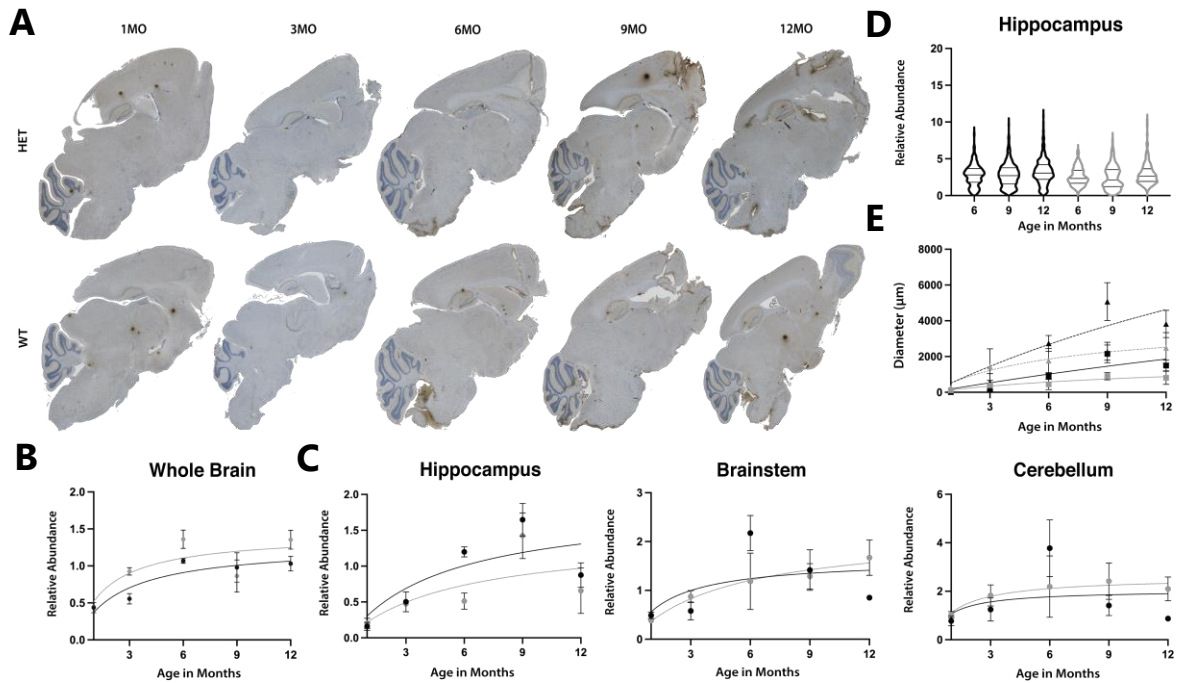 A
1MO 3MO 6MO 9MO 12MO
HET
WT
D
Hippocampus
Relative Abundance
20
15
10
5
0
6 9 12 6 9 12
Age in Months
E
Diameter (μm)
8000
6000
4000
2000
0
3 6 9 12
Age in Months
B
Whole Brain
Relative Abundance
2.0
1.5
1.0
0.5
0.0
3 6 9 12
Age in Months
C
Hippocampus
Relative Abundance
2.0
1.5
1.0
0.5
0.0
3 6 9 12
Age in Months
Brainstem
Relative Abundance
3
2
1
0
3 6 9 12
Age in Months
Cerebellum
Relative Abundance
6
4
2
0
3 6 9 12
Age in Months